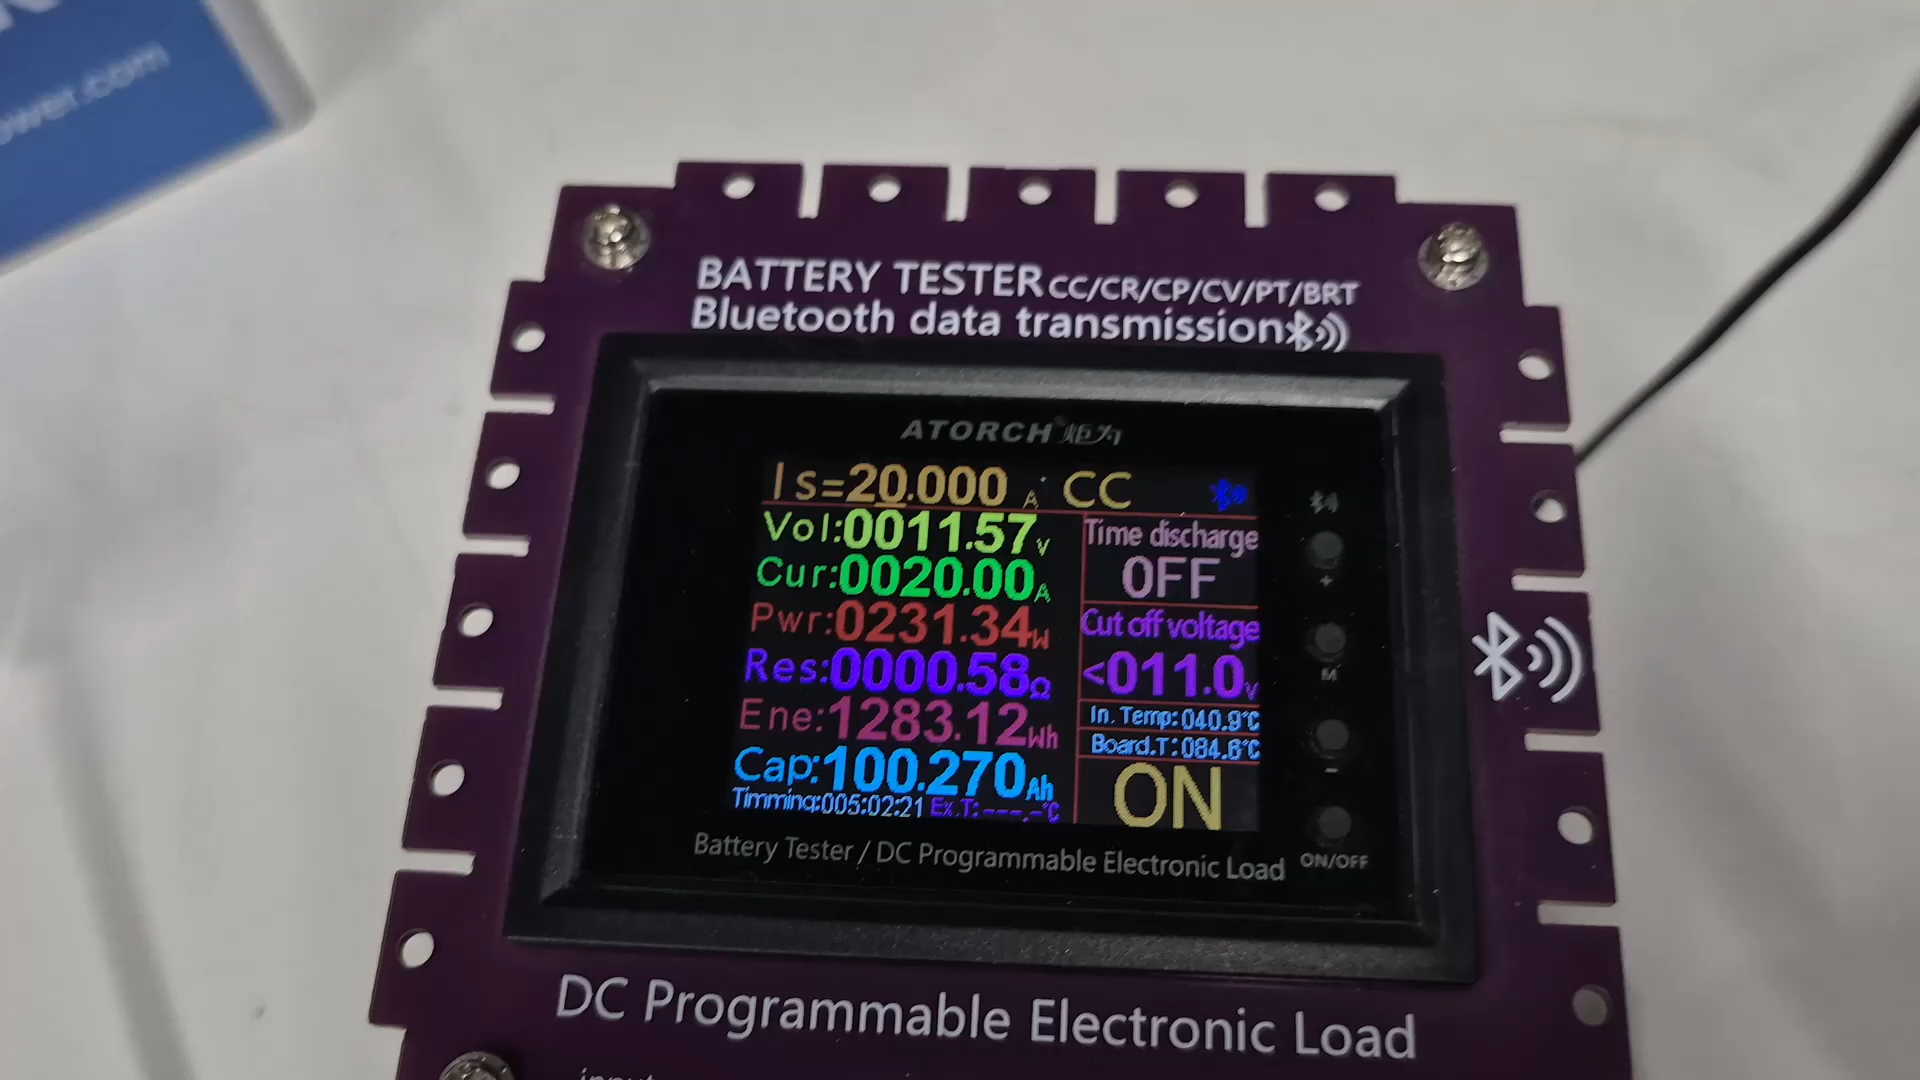 ower.com
BATTERY TESTER CC/CR/CP/CV/PT/BRT
Bluetooth data transmission
ATORCH 炬为
Is=20.000 A CC
Vol:0011.57V
Cur:0020.00A
Pwr:0231.34W
Res:0000.58Ω
Ene:1283.12Wh
Cap:100.270Ah
Timming:005:02:21 Ex.T:---.-℃
Time discharge
OFF
Cut off voltage
<011.0V
In. Temp:040.9℃
Board.T:084.6℃
ON
+
M
-
ON/OFF
Battery Tester / DC Programmable Electronic Load
DC Programmable Electronic Load